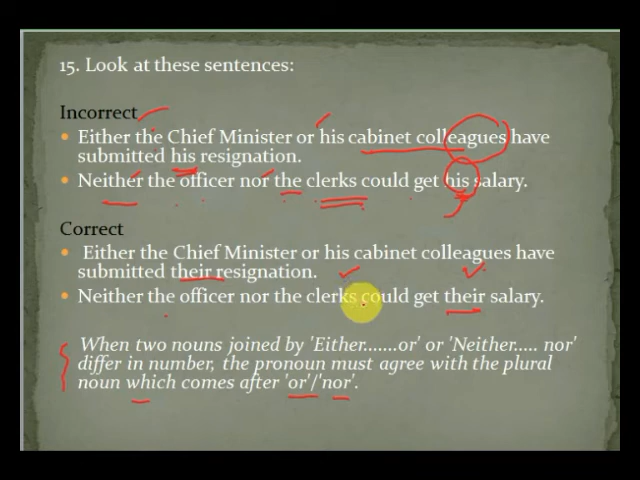 15. Look at these sentences:
Incorrect
• Either the Chief Minister or his cabinet colleagues have
submitted his resignation.
• Neither the officer nor the clerks could get his salary.
Correct
• Either the Chief Minister or his cabinet colleagues have
submitted their resignation.
• Neither the officer nor the clerks could get their salary.
When two nouns joined by 'Either.......or' or 'Neither..... nor'
differ in number, the pronoun must agree with the plural
noun which comes after 'or'/'nor'.